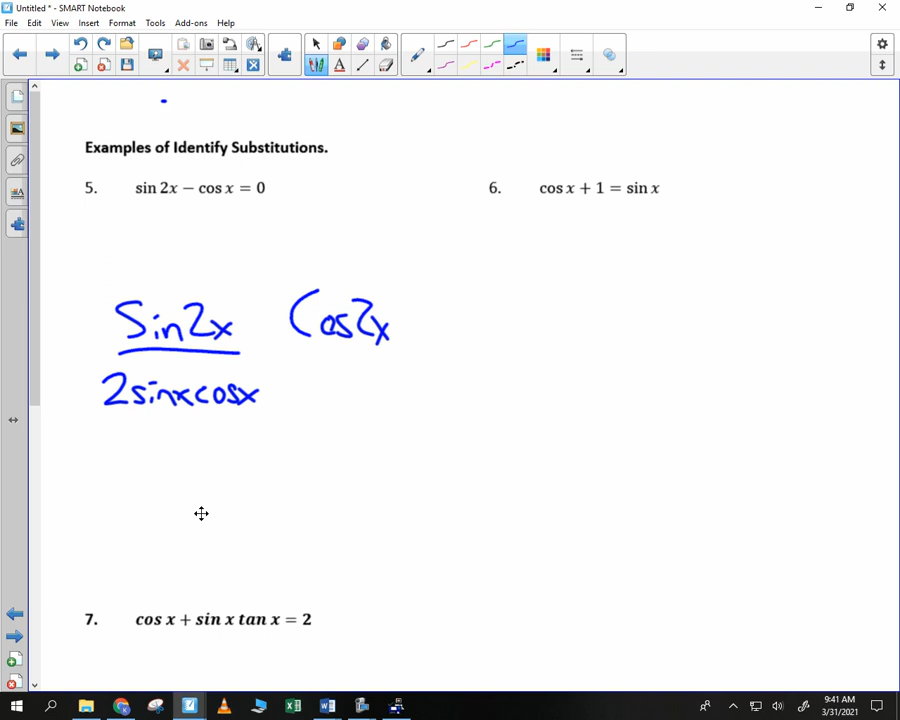 Untitled * - SMART Notebook
File Edit View Insert Format Tools Add-ons Help
Examples of Identify Substitutions.
5. sin 2x − cos x = 0
6. cos x + 1 = sin x
Sin2x Cos2x
2sinxcosx
7. cos x + sin x tan x = 2
9:41 AM
3/31/2021